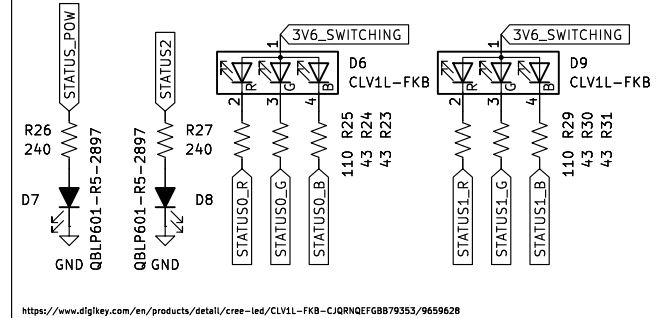 STATUS_POW
R26
240
D7
QBLP601-R5-2897
GND
STATUS2
R27
240
D8
QBLP601-R5-2897
GND
3V6_SWITCHING
1
D6
CLV1L-FKB
R
G
B
2
3
4
110 R25
43 R24
43 R23
STATUS0_R
STATUS0_G
STATUS0_B
3V6_SWITCHING
1
D9
CLV1L-FKB
R
G
B
2
3
4
110 R29
43 R30
43 R31
STATUS1_R
STATUS1_G
STATUS1_B
https://www.digikey.com/en/products/detail/cree-led/CLV1L-FKB-CJQRNQEFGBB79353/9659628